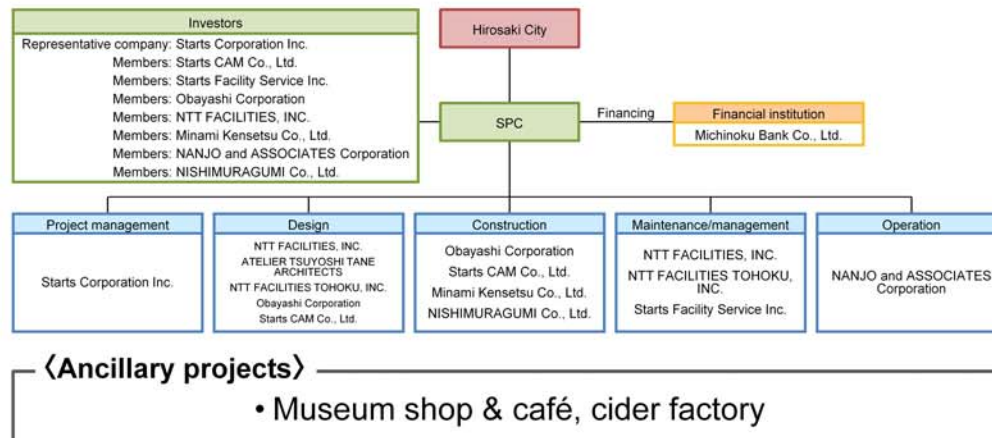 Investors
Representative company: Starts Corporation Inc.
Members: Starts CAM Co., Ltd.
Members: Starts Facility Service Inc.
Members: Obayashi Corporation
Members: NTT FACILITIES, INC.
Members: Minami Kensetsu Co., Ltd.
Members: NANJO and ASSOCIATES Corporation
Members: NISHIMURAGUMI Co., Ltd.
Hirosaki City
SPC
Financing
Financial institution
Michinoku Bank Co., Ltd.
Project management
Starts Corporation Inc.
Design
NTT FACILITIES, INC.
ATELIER TSUYOSHI TANE
ARCHITECTS
NTT FACILITIES TOHOKU, INC.
Obayashi Corporation
Starts CAM Co., Ltd.
Construction
Obayashi Corporation
Starts CAM Co., Ltd.
Minami Kensetsu Co., Ltd.
NISHIMURAGUMI Co., Ltd.
Maintenance/management
NTT FACILITIES, INC.
NTT FACILITIES TOHOKU,
INC.
Starts Facility Service Inc.
Operation
NANJO and ASSOCIATES
Corporation
〈Ancillary projects〉
• Museum shop & café, cider factory